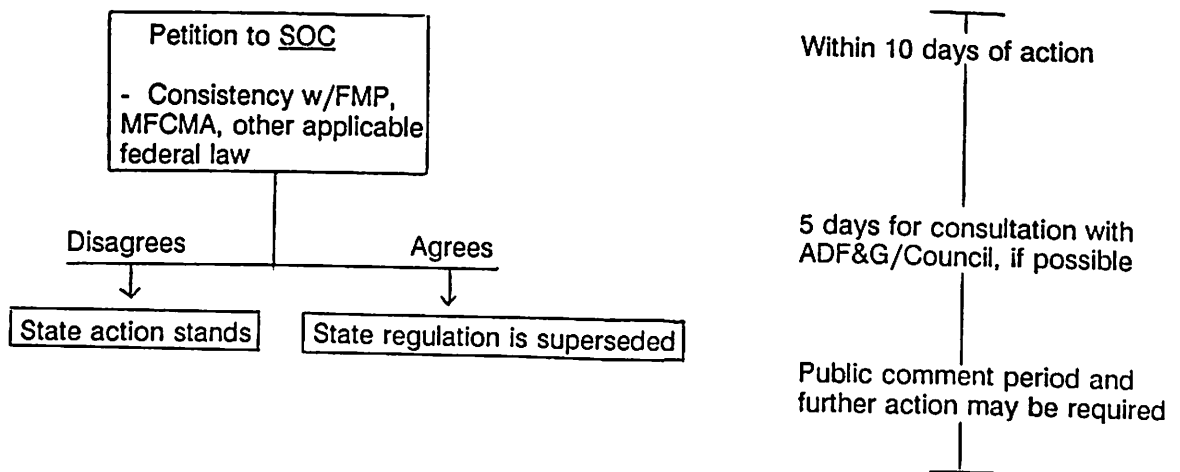 Petition to SOC
- Consistency w/FMP,
MFCMA, other applicable
federal law
Disagrees
Agrees
State action stands
State regulation is superseded
Within 10 days of action
5 days for consultation with
ADF&G/Council, if possible
Public comment period and
further action may be required